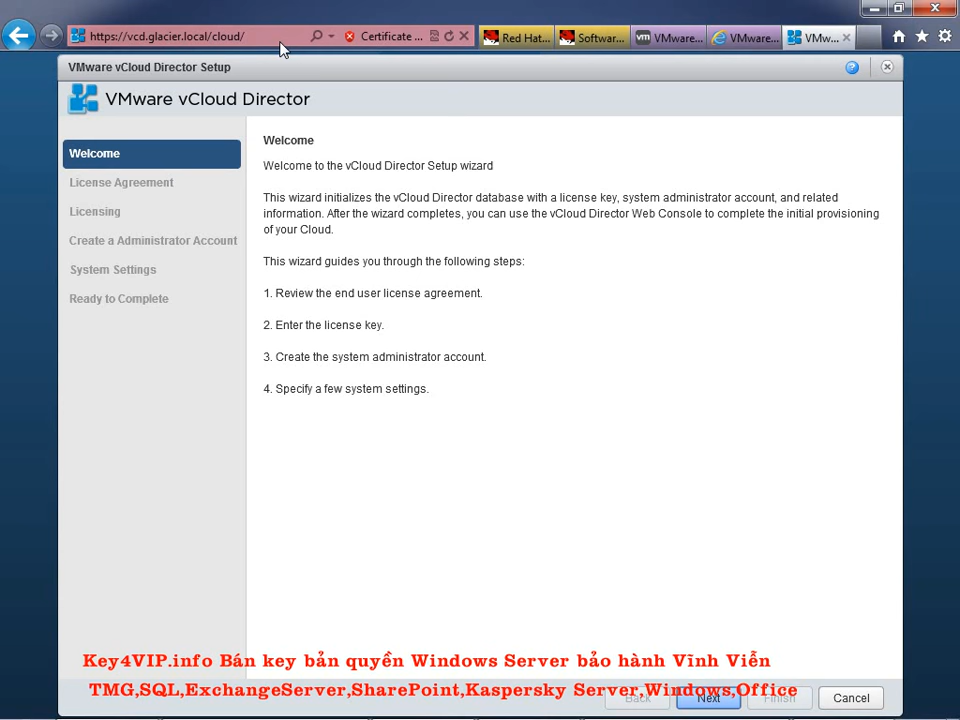 https://vcd.glacier.local/cloud/
Certificate ...
Red Hat...
Softwar...
VMware...
VMware...
VMw...
VMware vCloud Director Setup
VMware vCloud Director
Welcome
License Agreement
Licensing
Create a Administrator Account
System Settings
Ready to Complete
Welcome
Welcome to the vCloud Director Setup wizard
This wizard initializes the vCloud Director database with a license key, system administrator account, and related
information. After the wizard completes, you can use the vCloud Director Web Console to complete the initial provisioning
of your Cloud.
This wizard guides you through the following steps:
1. Review the end user license agreement.
2. Enter the license key.
3. Create the system administrator account.
4. Specify a few system settings.
Key4VIP.info Bán key bản quyền Windows Server bảo hành Vĩnh Viễn
TMG,SQL,ExchangeServer,SharePoint,Kaspersky Server,Windows,Office
Back
Next
Finish
Cancel